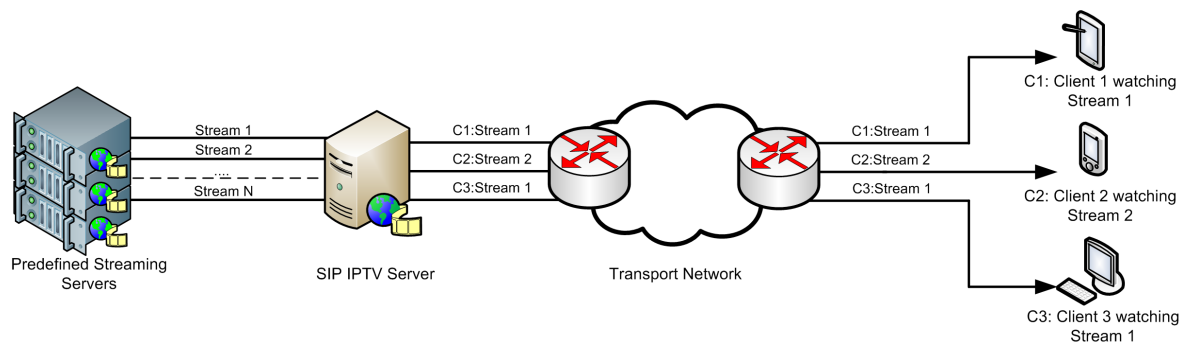 Stream 1
Stream 2
....
Stream N
Predefined Streaming
Servers
SIP IPTV Server
C1:Stream 1
C2:Stream 2
C3:Stream 1
Transport Network
C1:Stream 1
C2:Stream 2
C3:Stream 1
C1: Client 1 watching
Stream 1
C2: Client 2 watching
Stream 2
C3: Client 3 watching
Stream 1